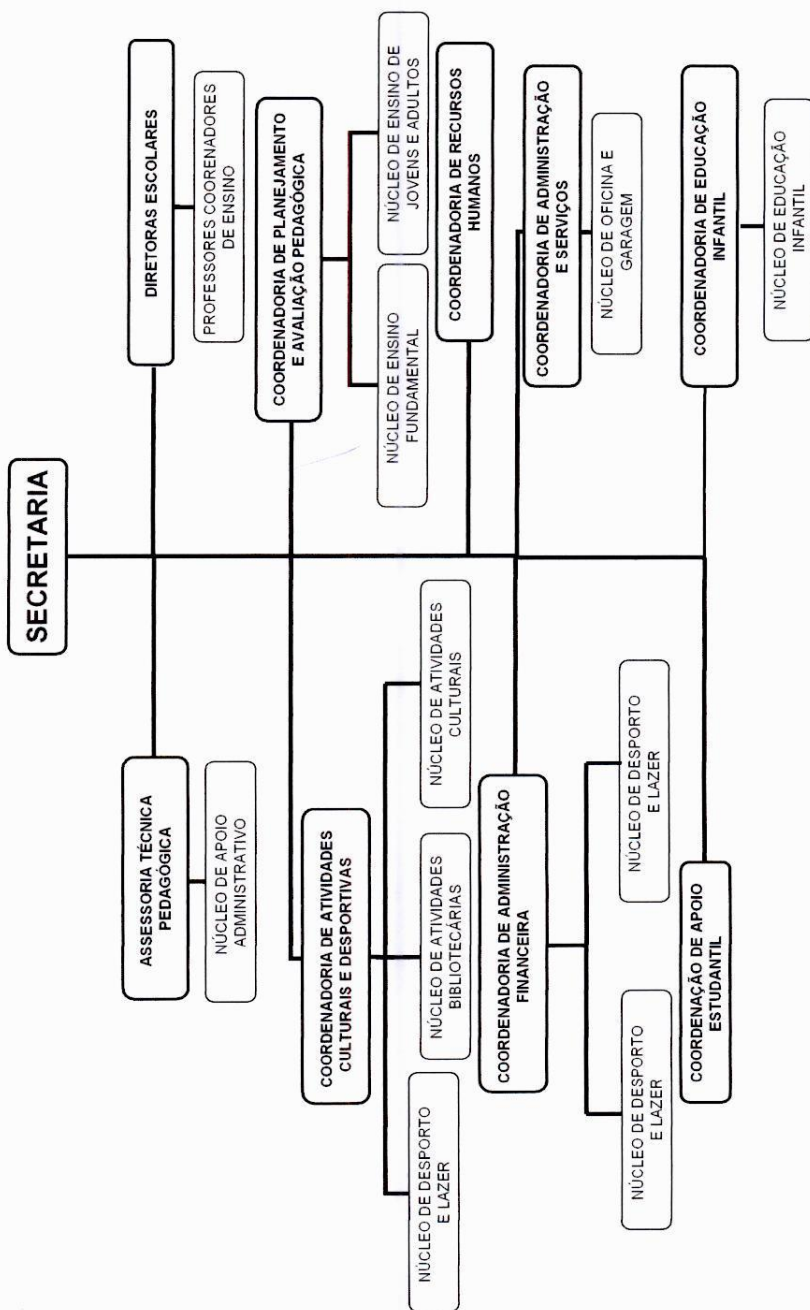 SECRETARIA
ASSESSORIA TÉCNICA
PEDAGÓGICA
NÚCLEO DE APOIO
ADMINISTRATIVO
DIRETORAS ESCOLARES
PROFESSORES COORENADORES
DE ENSINO
COORDENADORIA DE ATIVIDADES
CULTURAIS E DESPORTIVAS
NÚCLEO DE DESPORTO
E LAZER
NÚCLEO DE ATIVIDADES
BIBLIOTECÁRIAS
NÚCLEO DE ATIVIDADES
CULTURAIS
COORDENADORIA DE PLANEJAMENTO
E AVALIAÇÃO PEDAGÓGICA
NÚCLEO DE ENSINO
FUNDAMENTAL
NÚCLEO DE ENSINO DE
JOVENS E ADULTOS
COORDENADORIA DE RECURSOS
HUMANOS
COORDENADORIA DE ADMINISTRAÇÃO
FINANCEIRA
NÚCLEO DE DESPORTO
E LAZER
NÚCLEO DE DESPORTO
E LAZER
COORDENADORIA DE ADMINISTRAÇÃO
E SERVIÇOS
NÚCLEO DE OFICINA E
GARAGEM
COORDENAÇÃO DE APOIO
ESTUDANTIL
COORDENADORIA DE EDUCAÇÃO
INFANTIL
NÚCLEO DE EDUCAÇÃO
INFANTIL